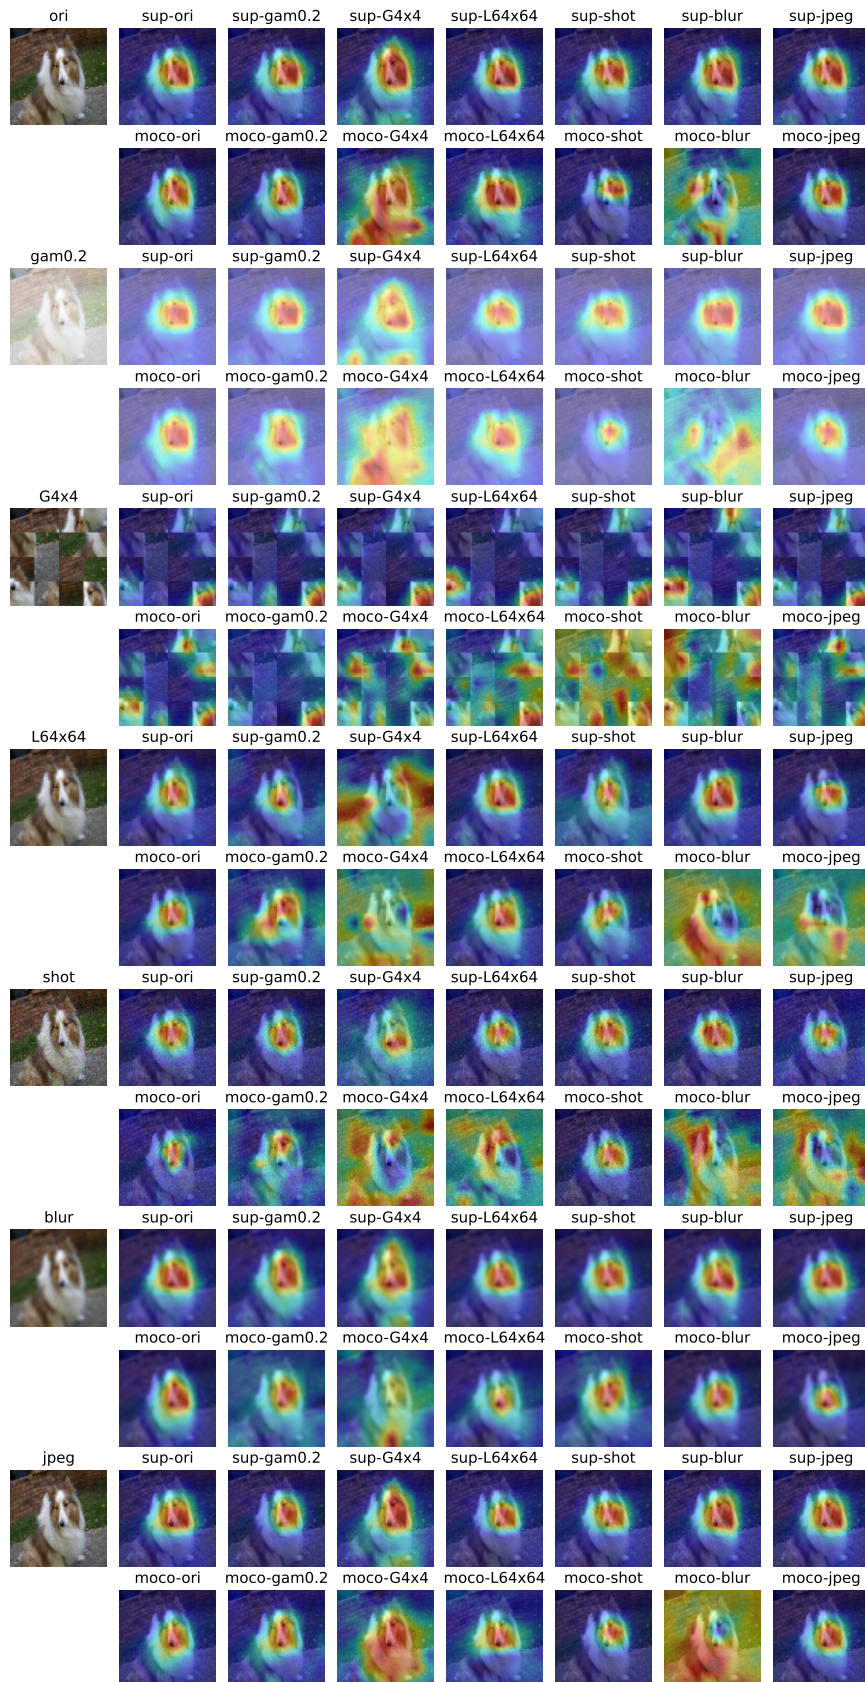 ori sup-ori sup-gam0.2 sup-G4x4 sup-L64x64 sup-shot sup-blur sup-jpeg
moco-ori moco-gam0.2 moco-G4x4 moco-L64x64 moco-shot moco-blur moco-jpeg
gam0.2 sup-ori sup-gam0.2 sup-G4x4 sup-L64x64 sup-shot sup-blur sup-jpeg
moco-ori moco-gam0.2 moco-G4x4 moco-L64x64 moco-shot moco-blur moco-jpeg
G4x4 sup-ori sup-gam0.2 sup-G4x4 sup-L64x64 sup-shot sup-blur sup-jpeg
moco-ori moco-gam0.2 moco-G4x4 moco-L64x64 moco-shot moco-blur moco-jpeg
L64x64 sup-ori sup-gam0.2 sup-G4x4 sup-L64x64 sup-shot sup-blur sup-jpeg
moco-ori moco-gam0.2 moco-G4x4 moco-L64x64 moco-shot moco-blur moco-jpeg
shot sup-ori sup-gam0.2 sup-G4x4 sup-L64x64 sup-shot sup-blur sup-jpeg
moco-ori moco-gam0.2 moco-G4x4 moco-L64x64 moco-shot moco-blur moco-jpeg
blur sup-ori sup-gam0.2 sup-G4x4 sup-L64x64 sup-shot sup-blur sup-jpeg
moco-ori moco-gam0.2 moco-G4x4 moco-L64x64 moco-shot moco-blur moco-jpeg
jpeg sup-ori sup-gam0.2 sup-G4x4 sup-L64x64 sup-shot sup-blur sup-jpeg
moco-ori moco-gam0.2 moco-G4x4 moco-L64x64 moco-shot moco-blur moco-jpeg